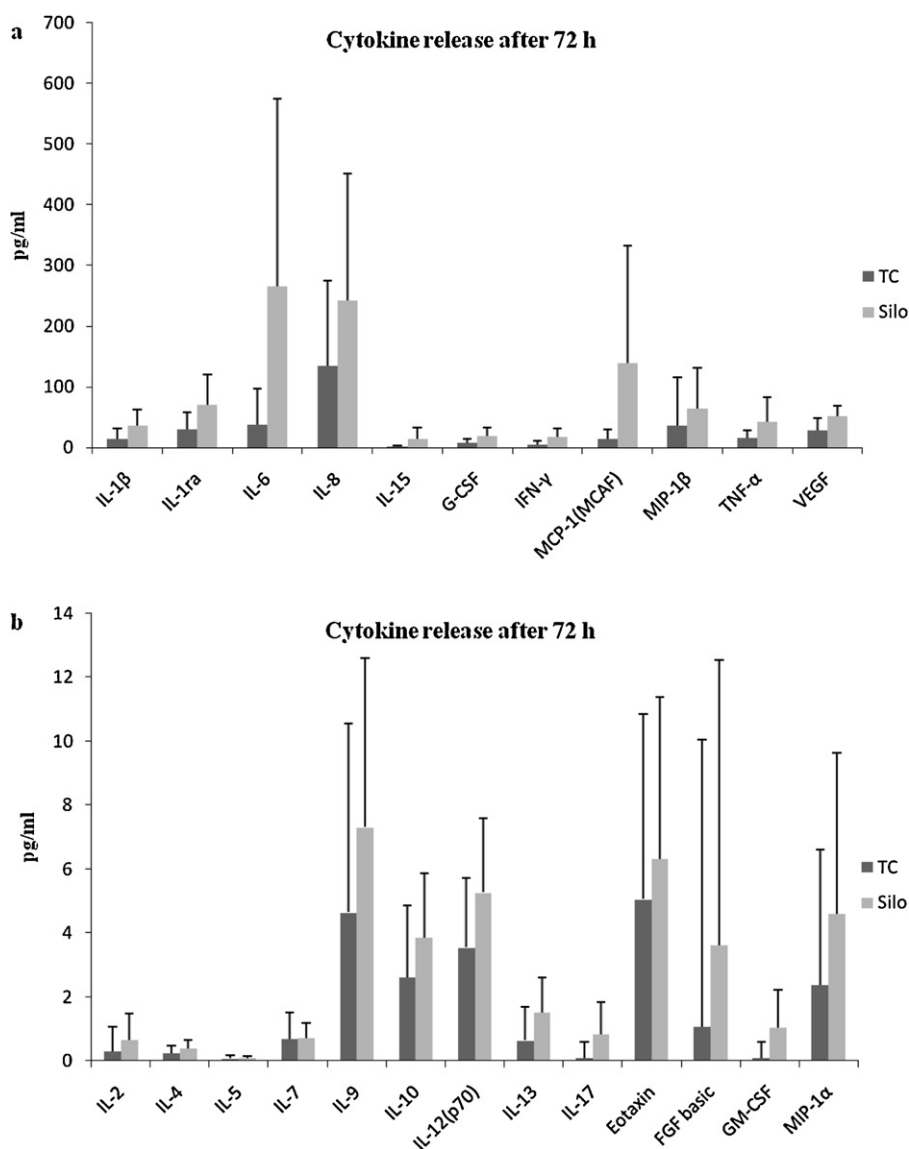 a
Cytokine release after 72 h
700
600
500
400
300
200
100
0
pg/ml
TC
Silo
IL-1β
IL-1ra
IL-6
IL-8
IL-15
G-CSF
IFN-γ
MCP-1(MCAF)
MIP-1β
TNF-α
VEGF
b
Cytokine release after 72 h
14
12
10
8
6
4
2
0
pg/ml
TC
Silo
IL-2
IL-4
IL-5
IL-7
IL-9
IL-10
IL-12(p70)
IL-13
IL-17
Eotaxin
FGF basic
GM-CSF
MIP-1α